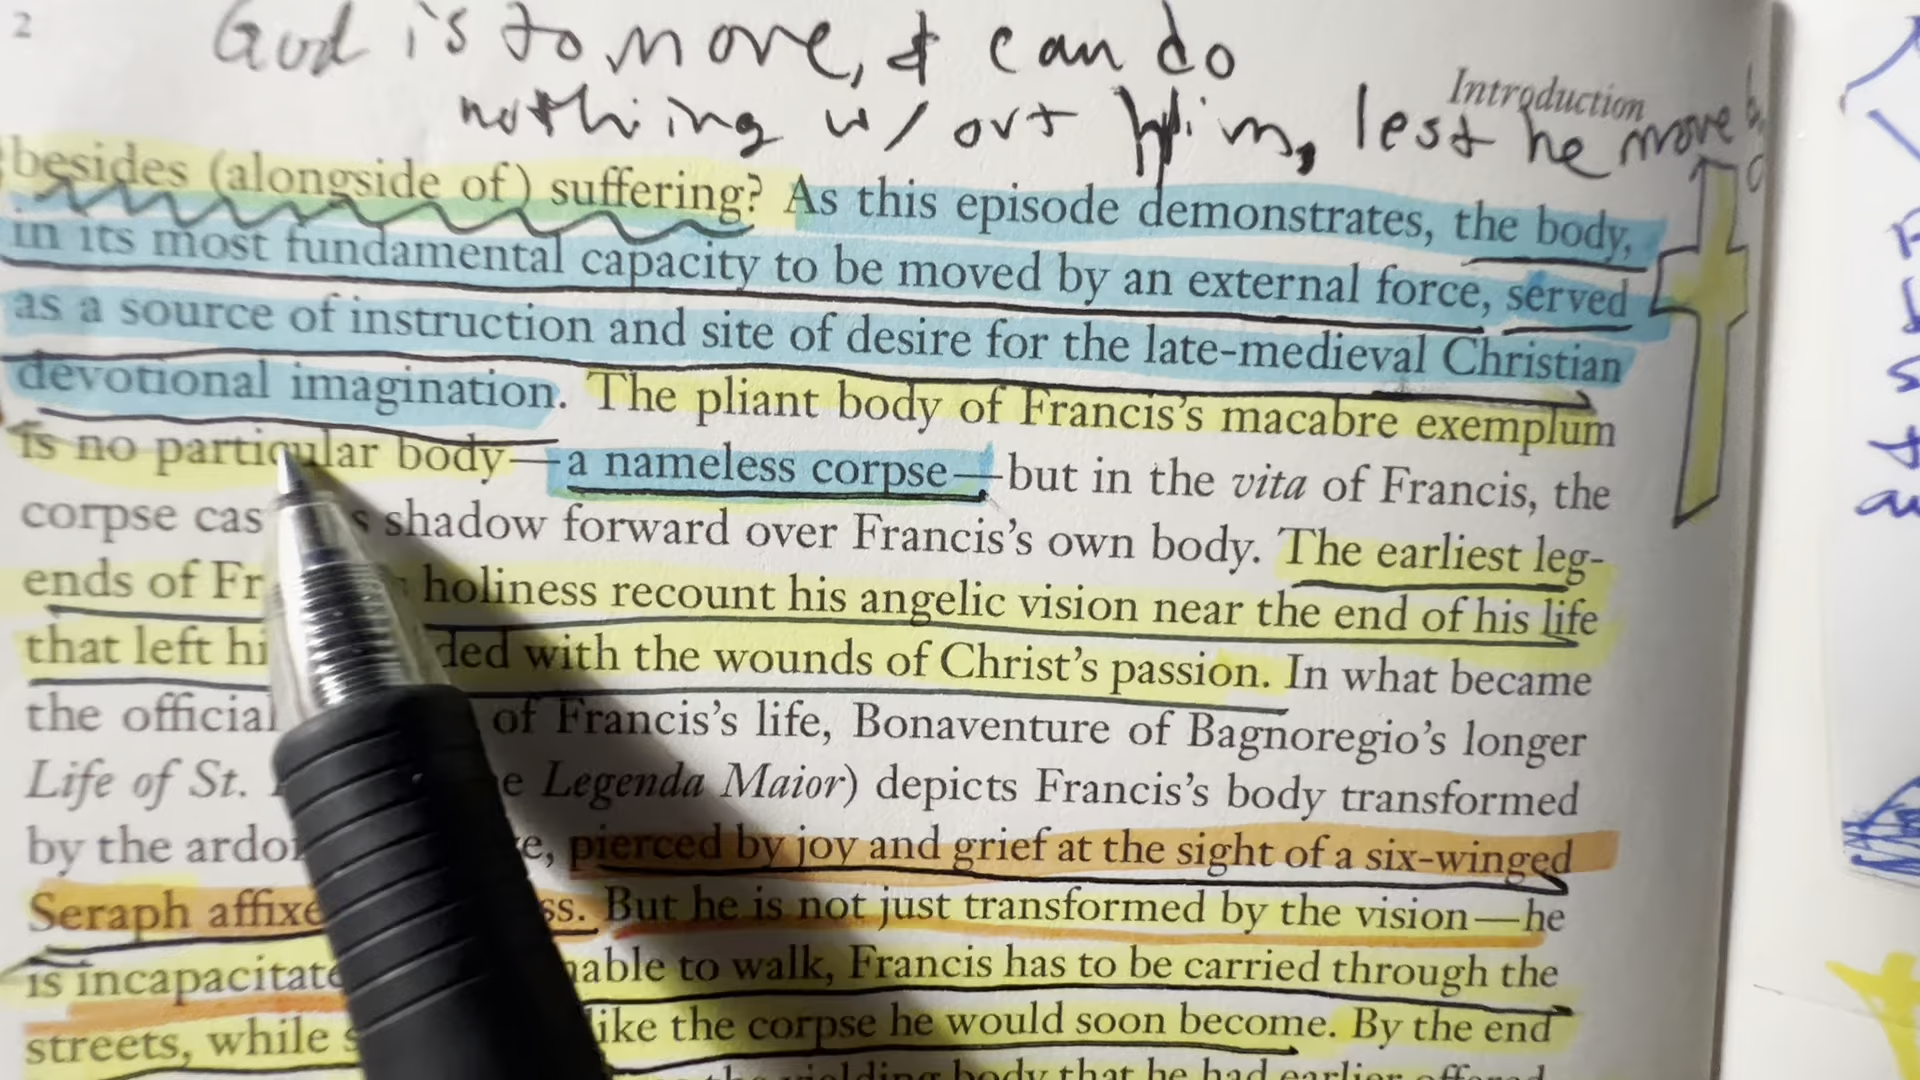 2
God is to move, & can do
nothing w/ out him, lest he move
Introduction
besides (alongside of) suffering? As this episode demonstrates, the body,
in its most fundamental capacity to be moved by an external force, served
as a source of instruction and site of desire for the late-medieval Christian
devotional imagination. The pliant body of Francis's macabre exemplum
is no particular body—a nameless corpse—but in the vita of Francis, the
corpse cas s shadow forward over Francis's own body. The earliest leg-
ends of Fr holiness recount his angelic vision near the end of his life
that left hi ded with the wounds of Christ's passion. In what became
the official of Francis's life, Bonaventure of Bagnoregio's longer
Life of St. e Legenda Maior) depicts Francis's body transformed
by the ardo e, pierced by joy and grief at the sight of a six-winged
Seraph affixe ss. But he is not just transformed by the vision—he
is incapacitate nable to walk, Francis has to be carried through the
streets, while s like the corpse he would soon become. By the end
yielding body that he had earlier offered